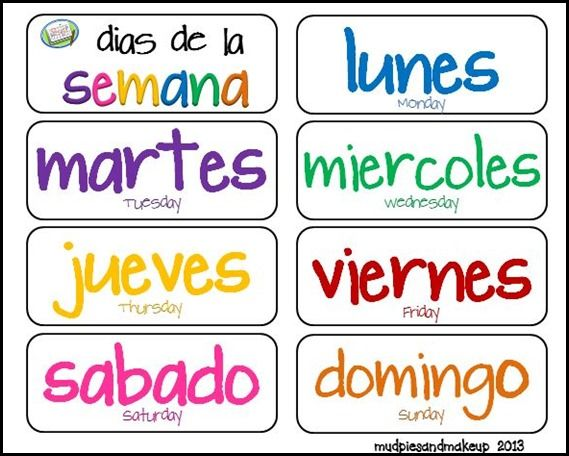 dias de la
semana
lunes
Monday
martes
Tuesday
miercoles
Wednesday
jueves
Thursday
viernes
Friday
sabado
Saturday
domingo
Sunday
mudpiesandmakeup 2013